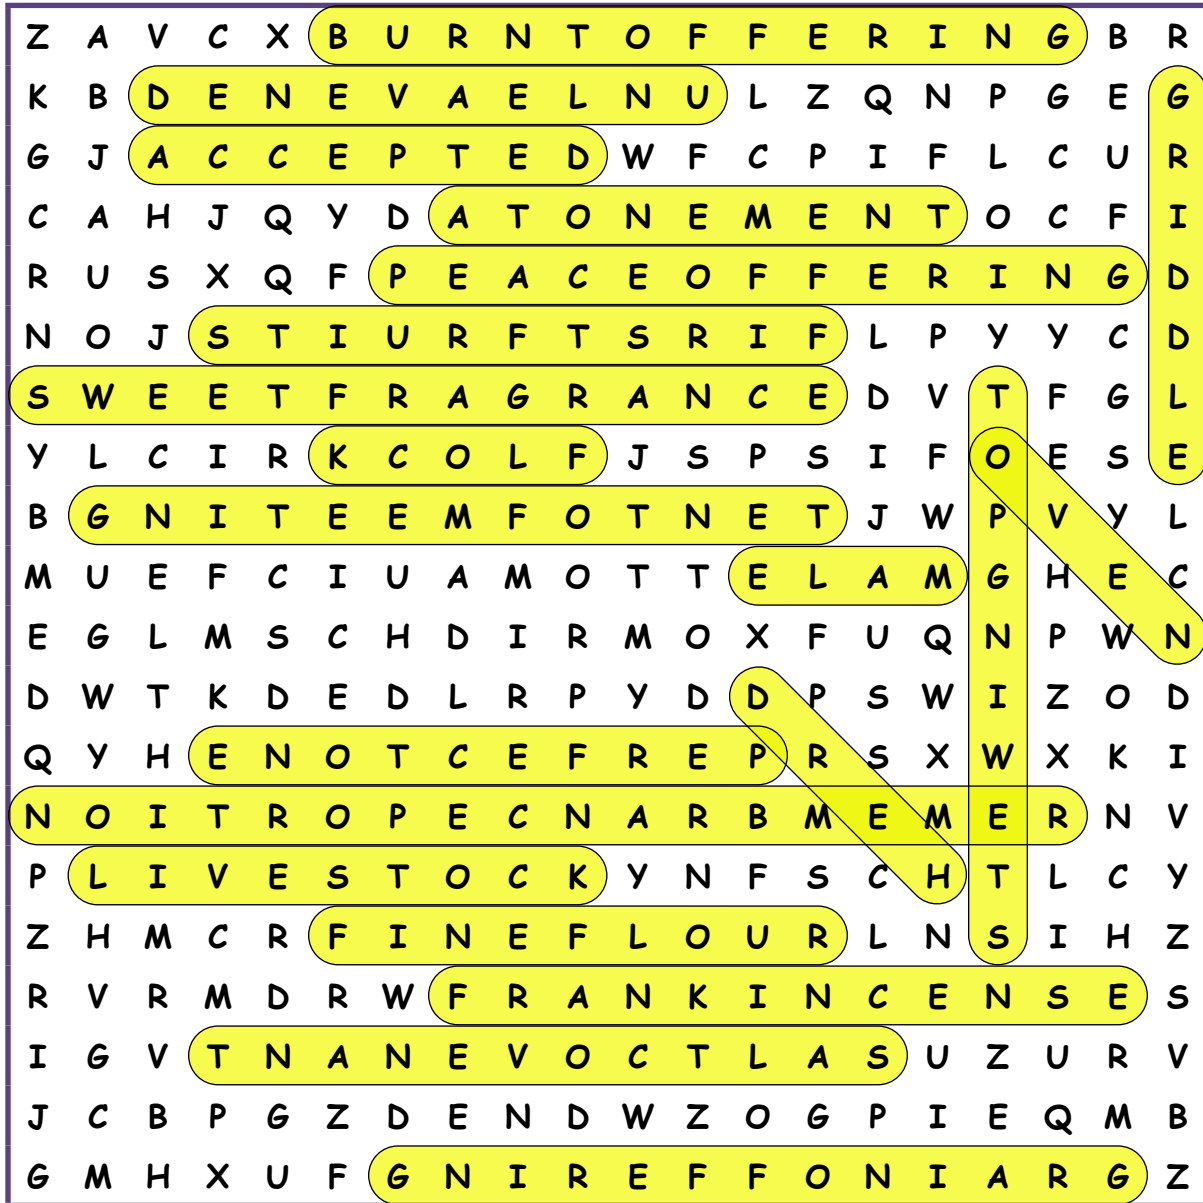 Z A V C X B U R N T O F F E R I N G B R
K B D E N E V A E L N U L Z Q N P G E G
G J A C C E P T E D W F C P I F L C U R
C A H J Q Y D A T O N E M E N T O C F I
R U S X Q F P E A C E O F F E R I N G D
N O J S T I U R F T S R I F L P Y Y C D
S W E E T F R A G R A N C E D V T F G L
Y L C I R K C O L F J S P S I F O E S E
B G N I T E E M F O T N E T J W P V Y L
M U E F C I U A M O T T E L A M G H E C
E G L M S C H D I R M O X F U Q N P W N
D W T K D E D L R P Y D D P S W I Z O D
Q Y H E N O T C E F R E P R S X W X K I
N O I T R O P E C N A R B M E M E R N V
P L I V E S T O C K Y N F S C H T L C Y
Z H M C R F I N E F L O U R L N S I H Z
R V R M D R W F R A N K I N C E N S E S
I G V T N A N E V O C T L A S U Z U R V
J C B P G Z D E N D W Z O G P I E Q M B
G M H X U F G N I R E F F O N I A R G Z